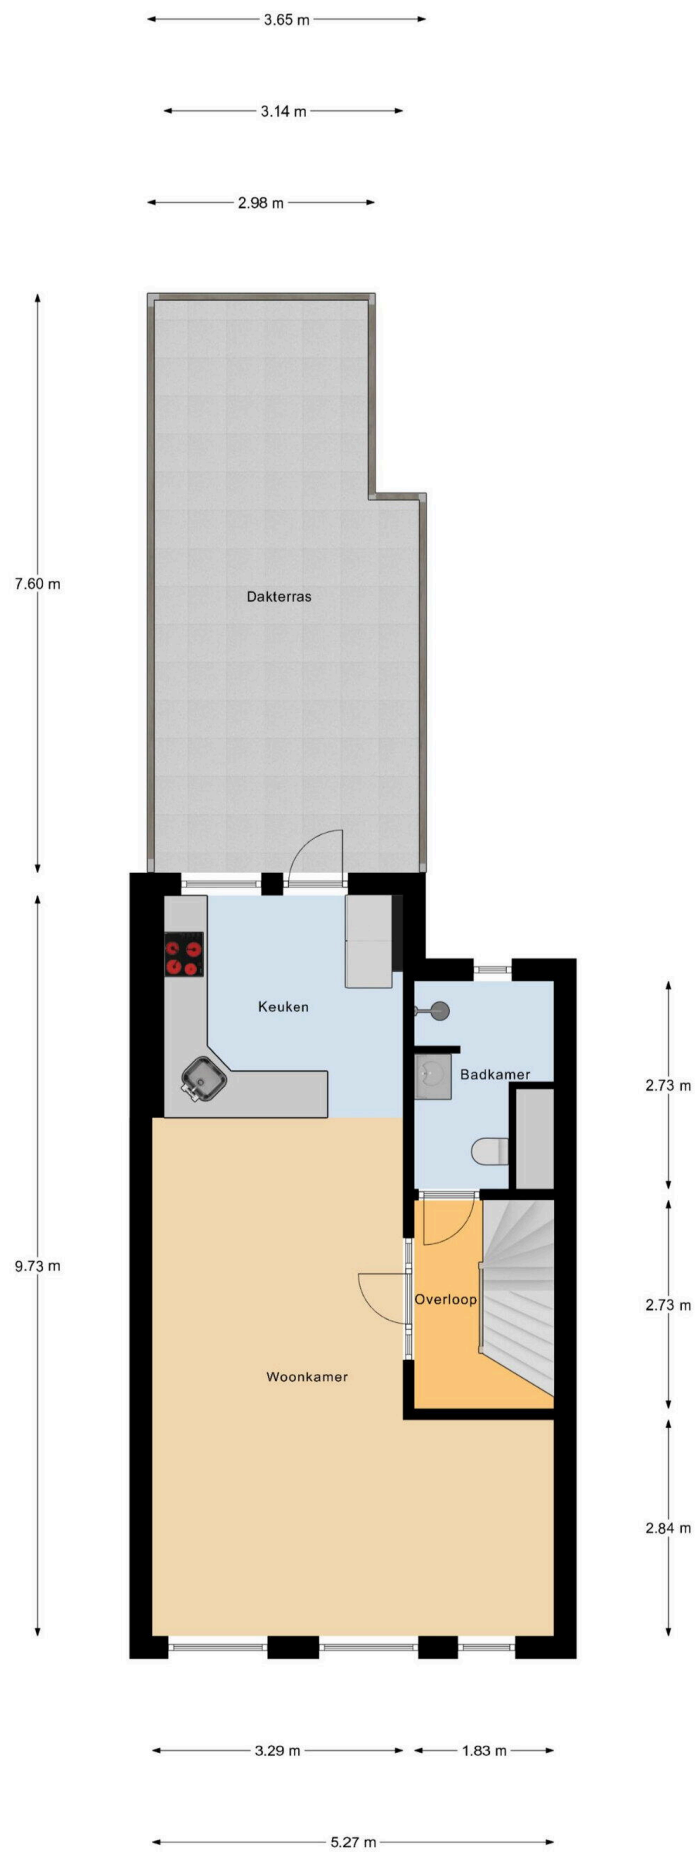 3.65 m
3.14 m
2.98 m
7.60 m
Dakterras
Keuken
Badkamer
2.73 m
9.73 m
Overloop
2.73 m
Woonkamer
2.84 m
3.29 m
1.83 m
5.27 m